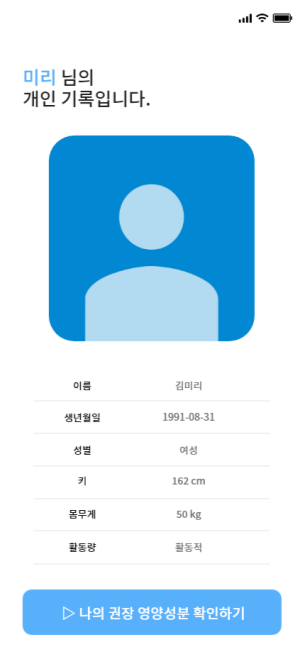 미리 님의
개인 기록입니다.
이름 김미리
생년월일 1991-08-31
성별 여성
키 162 cm
몸무게 50 kg
활동량 활동적
▷ 나의 권장 영양성분 확인하기